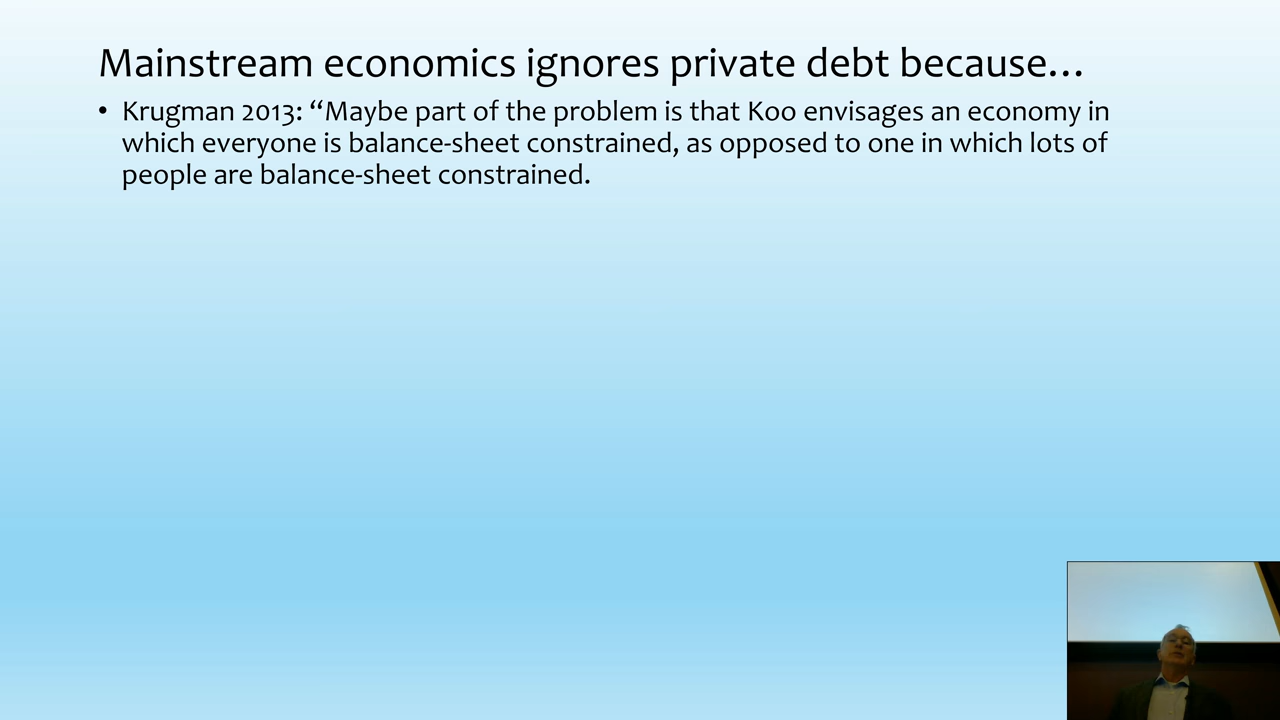 Mainstream economics ignores private debt because…
• Krugman 2013: “Maybe part of the problem is that Koo envisages an economy in
which everyone is balance-sheet constrained, as opposed to one in which lots of
people are balance-sheet constrained.